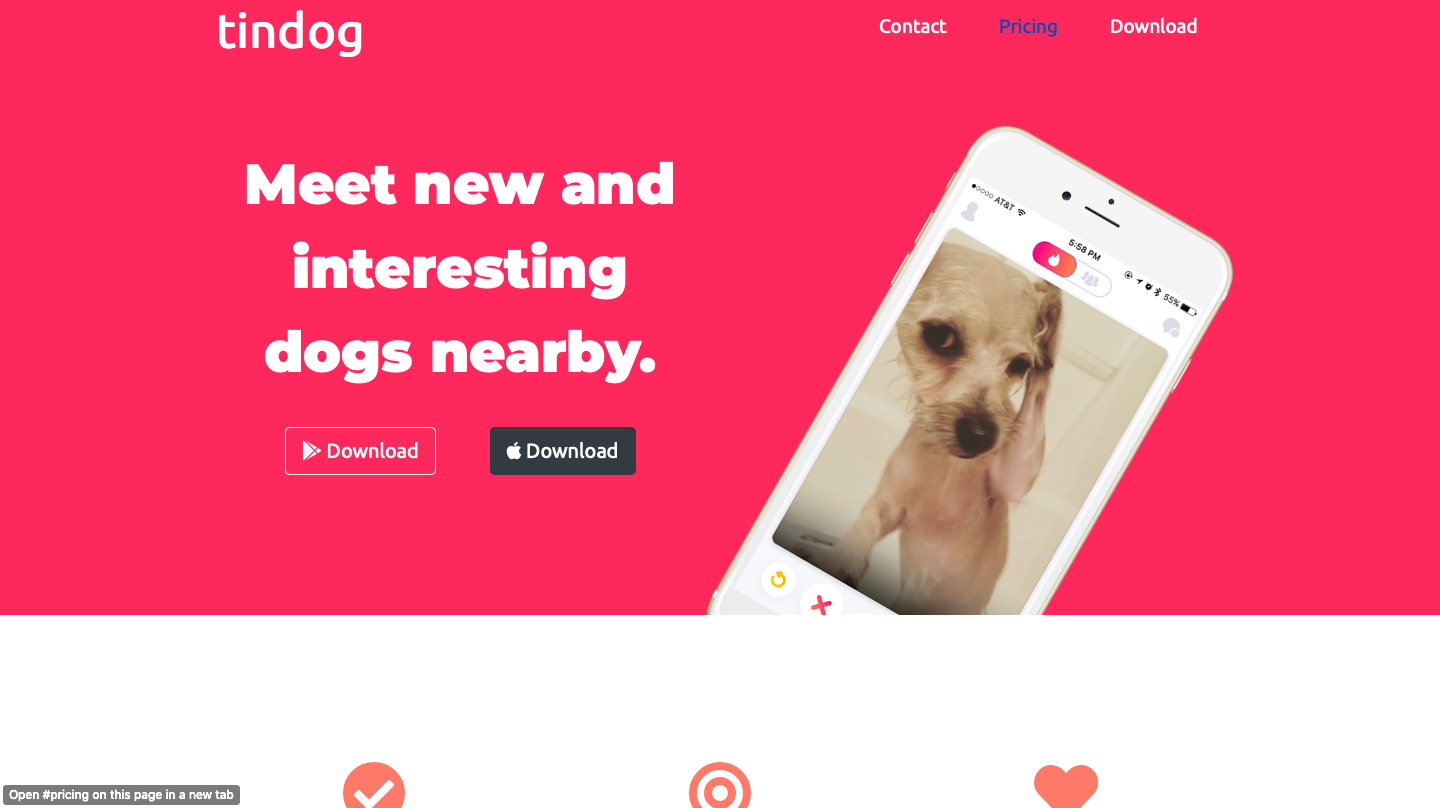 tindog
Contact Pricing Download
Meet new and
interesting
dogs nearby.
Download Download
AT&T
5:58 PM
55%
Open #pricing on this page in a new tab